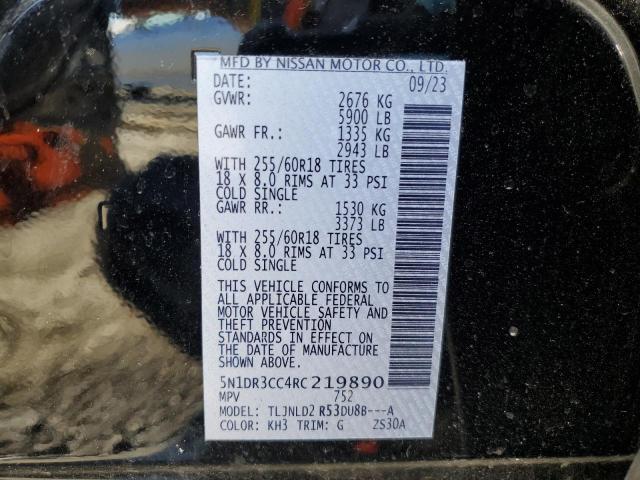 MFD BY NISSAN MOTOR CO., LTD.
DATE: 09/23
GVWR: 2676 KG
5900 LB
GAWR FR.: 1335 KG
2943 LB
WITH 255/60R18 TIRES
18 X 8.0 RIMS AT 33 PSI
COLD SINGLE
GAWR RR.: 1530 KG
3373 LB
WITH 255/60R18 TIRES
18 X 8.0 RIMS AT 33 PSI
COLD SINGLE
THIS VEHICLE CONFORMS TO
ALL APPLICABLE FEDERAL
MOTOR VEHICLE SAFETY AND
THEFT PREVENTION
STANDARDS IN EFFECT ON
THE DATE OF MANUFACTURE
SHOWN ABOVE.
5N1DR3CC4RC219890
MPV 752
MODEL: TLJNLD2 R53DU8B---A
COLOR: KH3 TRIM: G ZS30A